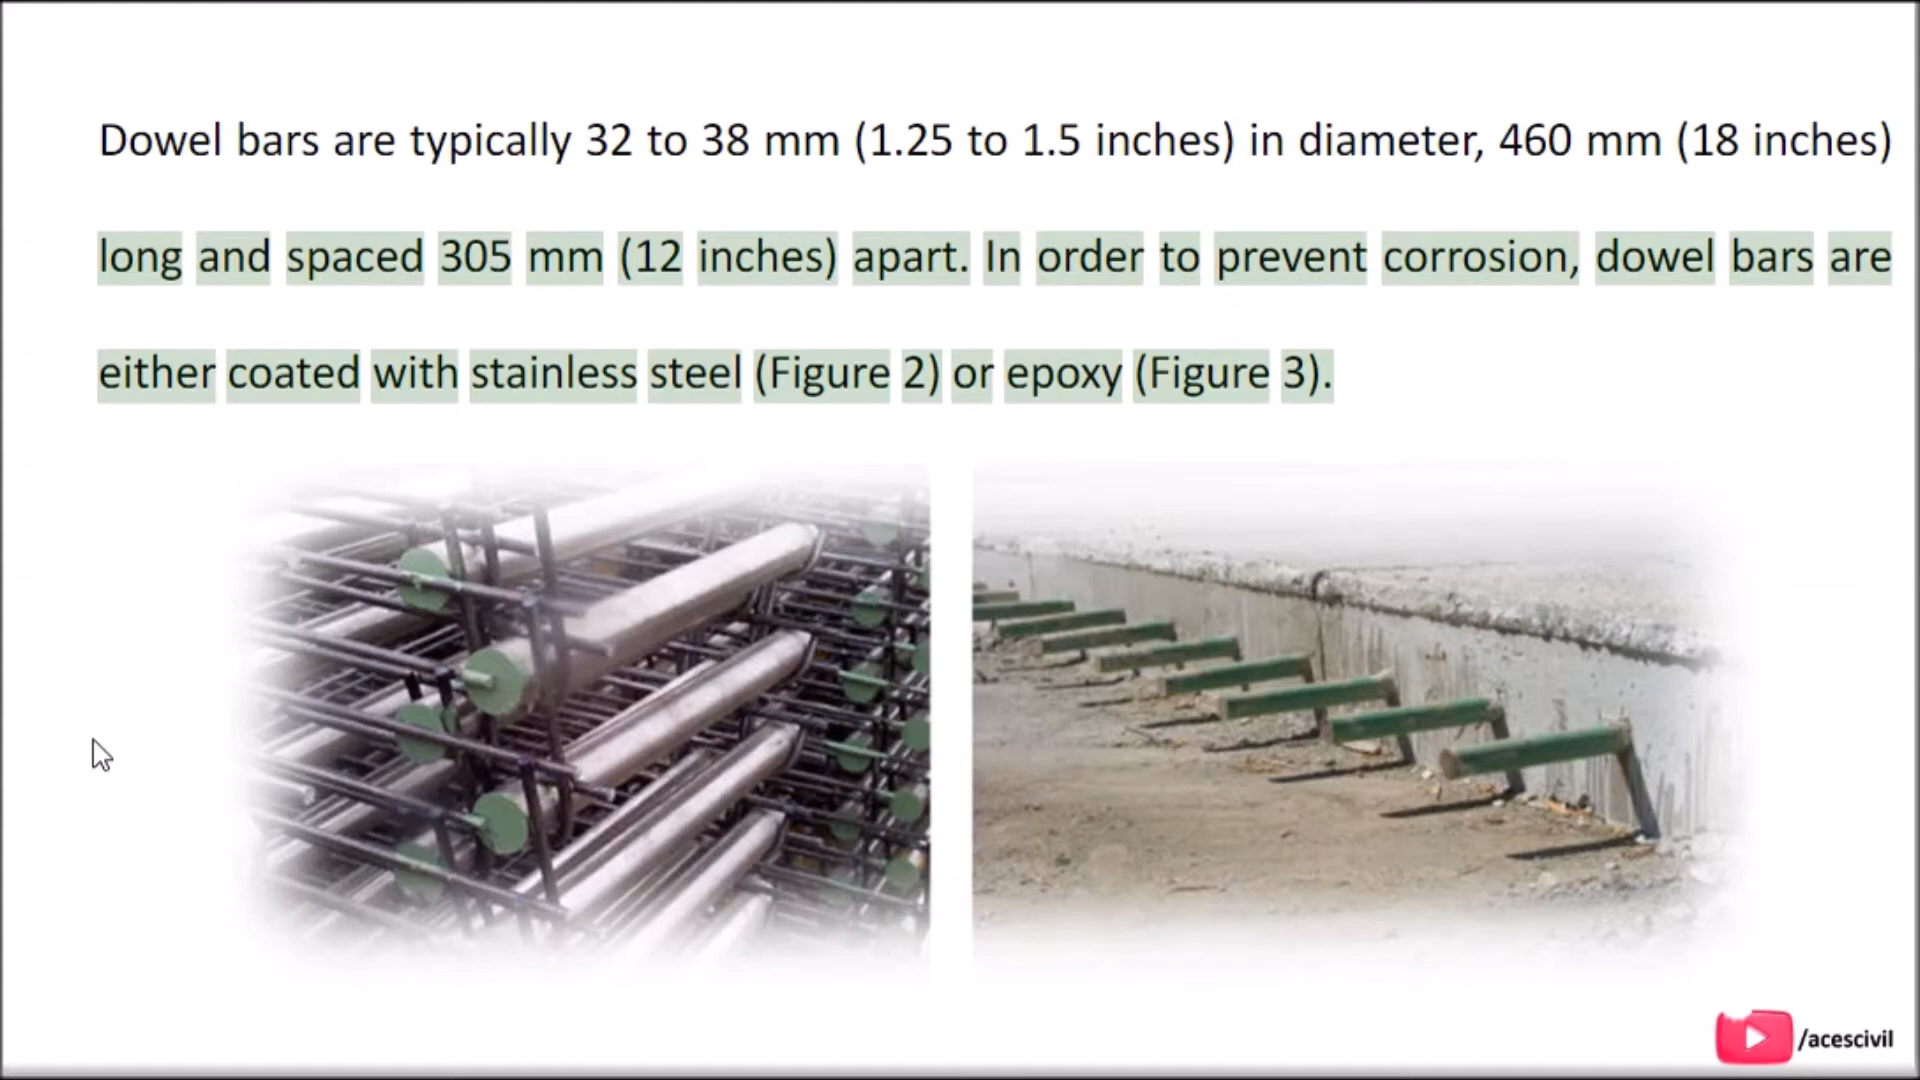 Dowel bars are typically 32 to 38 mm (1.25 to 1.5 inches) in diameter, 460 mm (18 inches)
long and spaced 305 mm (12 inches) apart. In order to prevent corrosion, dowel bars are
either coated with stainless steel (Figure 2) or epoxy (Figure 3).
/acescivil